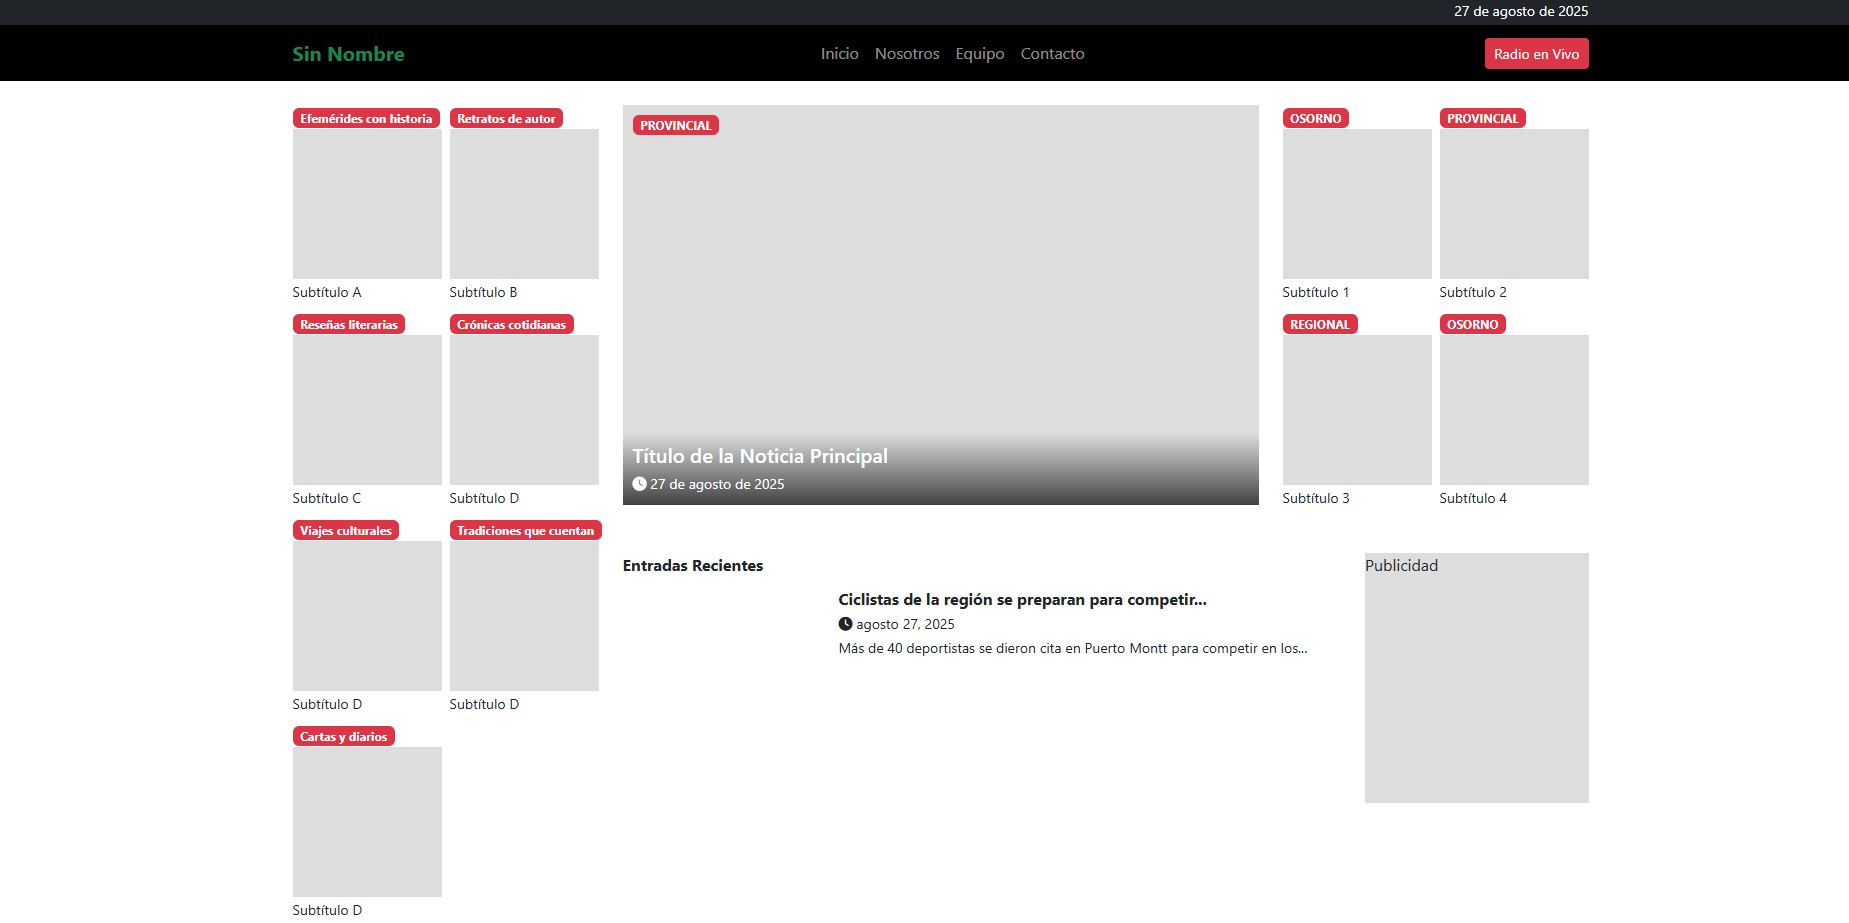 27 de agosto de 2025
Sin Nombre
Inicio Nosotros Equipo Contacto
Radio en Vivo
Efemérides con historia
Subtítulo A
Retratos de autor
Subtítulo B
Reseñas literarias
Subtítulo C
Crónicas cotidianas
Subtítulo D
Viajes culturales
Subtítulo D
Tradiciones que cuentan
Subtítulo D
Cartas y diarios
Subtítulo D
PROVINCIAL
Título de la Noticia Principal
27 de agosto de 2025
OSORNO
Subtítulo 1
PROVINCIAL
Subtítulo 2
REGIONAL
Subtítulo 3
OSORNO
Subtítulo 4
Entradas Recientes
Ciclistas de la región se preparan para competir...
agosto 27, 2025
Más de 40 deportistas se dieron cita en Puerto Montt para competir en los...
Publicidad